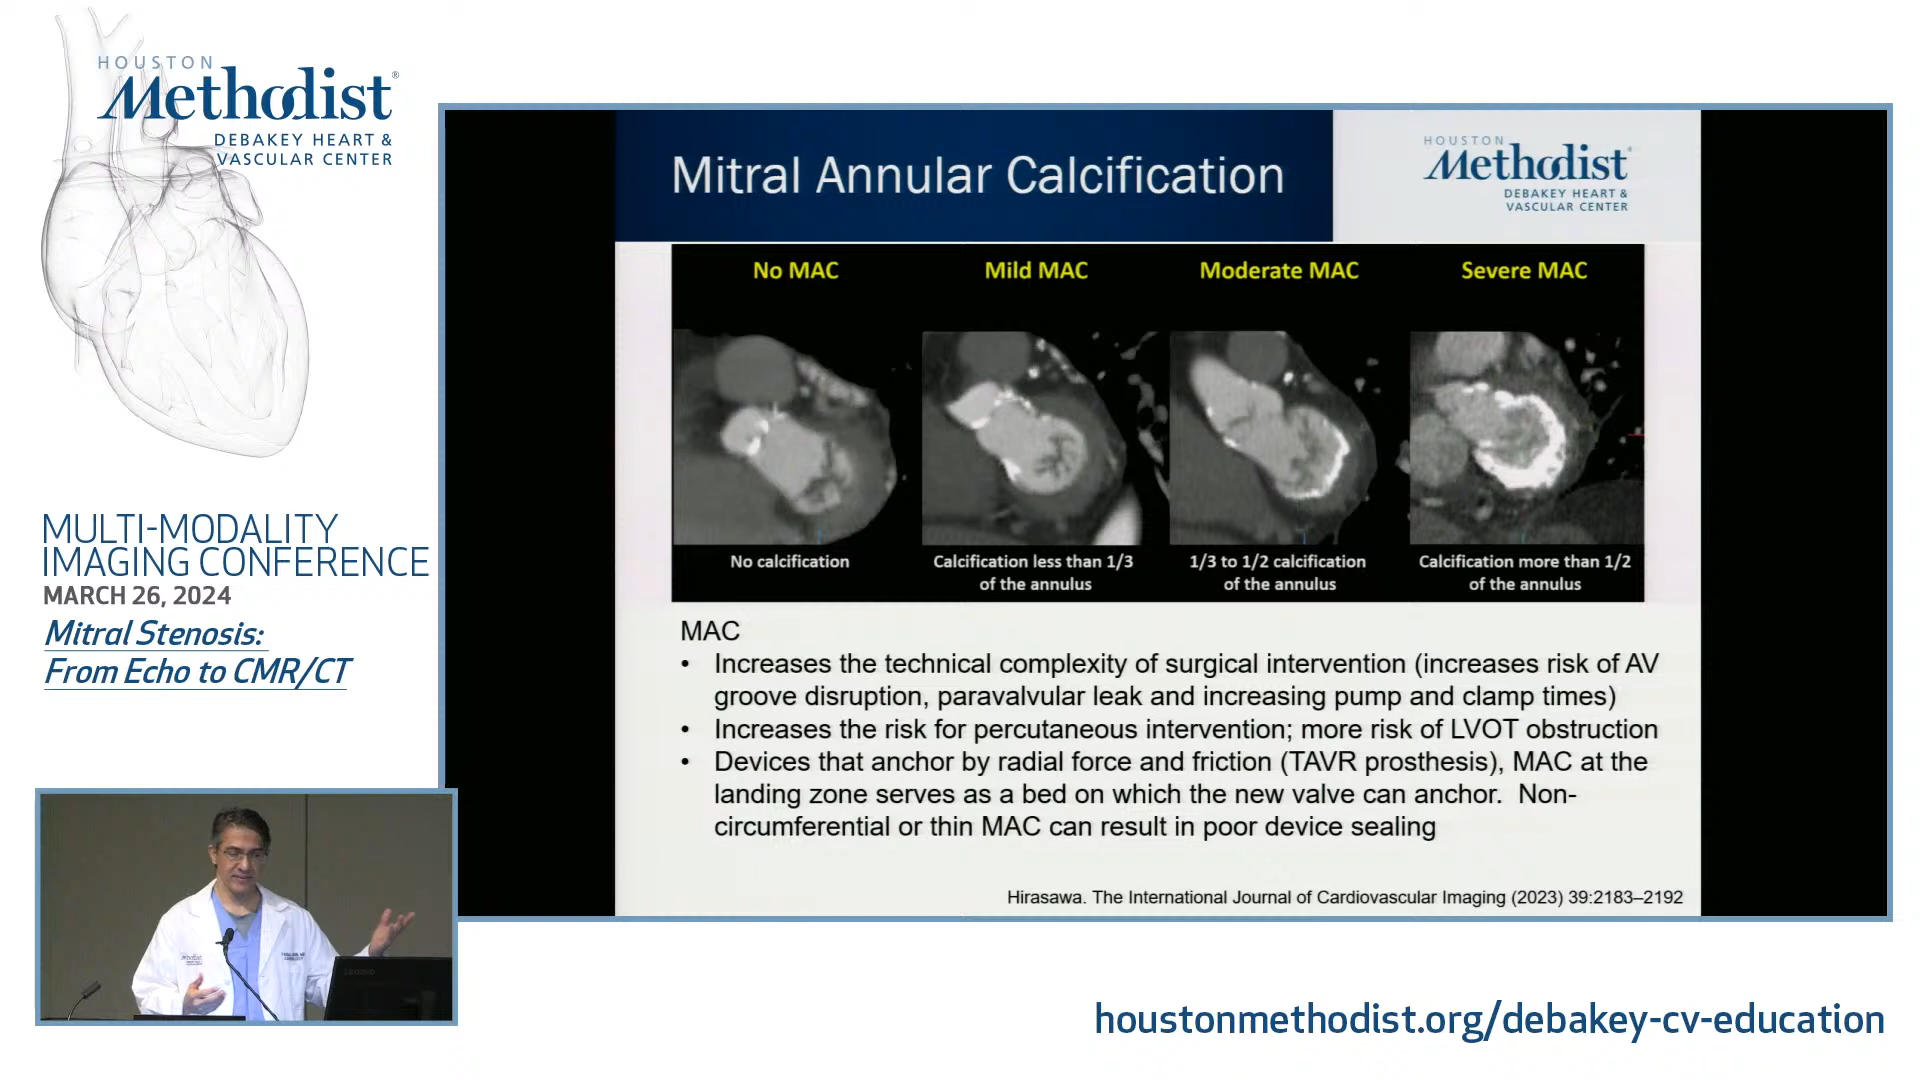 HOUSTON
Methodist®
DEBAKEY HEART &
VASCULAR CENTER
MULTI-MODALITY
IMAGING CONFERENCE
MARCH 26, 2024
Mitral Stenosis:
From Echo to CMR/CT
Mitral Annular Calcification
HOUSTON
Methodist®
DEBAKEY HEART &
VASCULAR CENTER
No MAC
Mild MAC
Moderate MAC
Severe MAC
No calcification
Calcification less than 1/3
of the annulus
1/3 to 1/2 calcification
of the annulus
Calcification more than 1/2
of the annulus
MAC
• Increases the technical complexity of surgical intervention (increases risk of AV
groove disruption, paravalvular leak and increasing pump and clamp times)
• Increases the risk for percutaneous intervention; more risk of LVOT obstruction
• Devices that anchor by radial force and friction (TAVR prosthesis), MAC at the
landing zone serves as a bed on which the new valve can anchor. Non-
circumferential or thin MAC can result in poor device sealing
Hirasawa. The International Journal of Cardiovascular Imaging (2023) 39:2183–2192
Methodist
Lenovo
houstonmethodist.org/debakey-cv-education